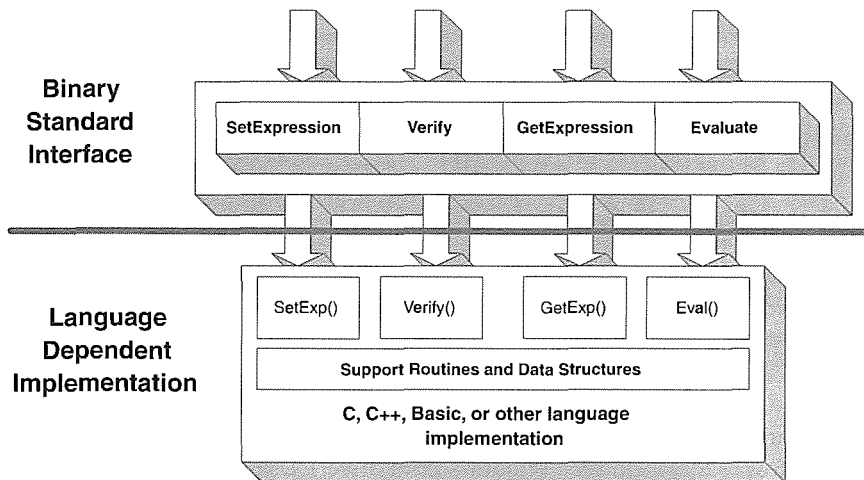 Binary
Standard
Interface
SetExpression
Verify
GetExpression
Evaluate
Language
Dependent
Implementation
SetExp()
Verify()
GetExp()
Eval()
Support Routines and Data Structures
C, C++, Basic, or other language
implementation